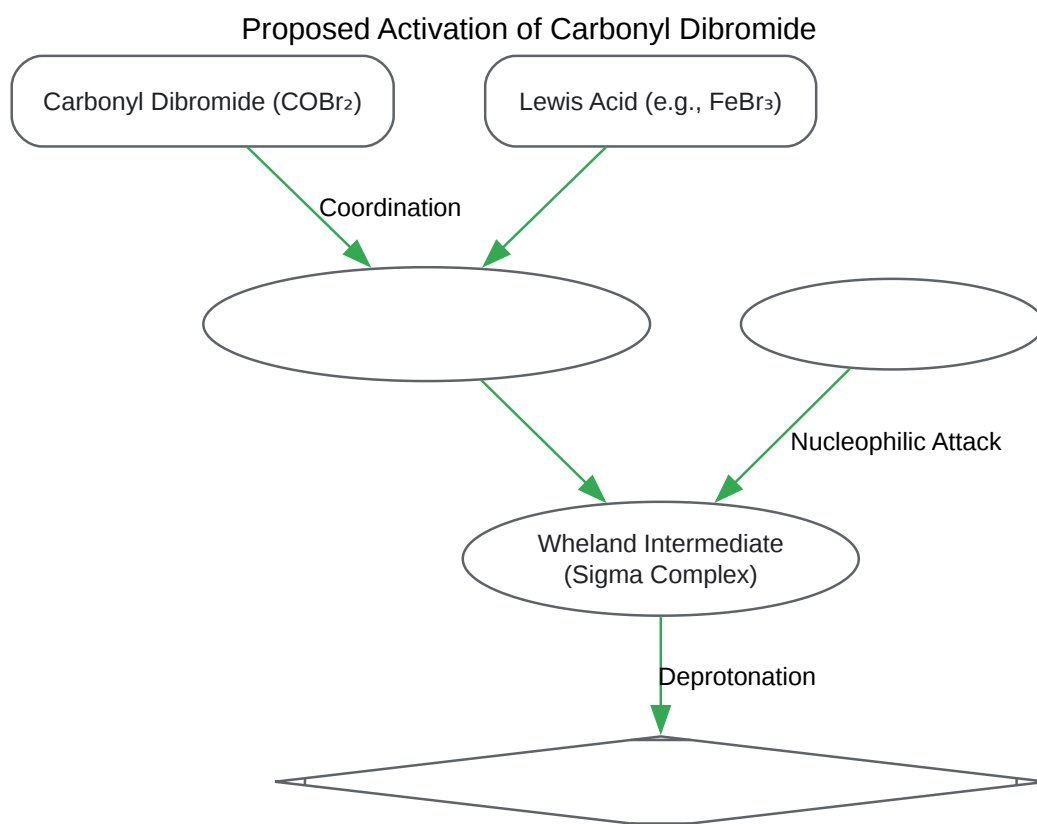 Proposed Activation of Carbonyl Dibromide
Carbonyl Dibromide (COBr₂)
Lewis Acid (e.g., FeBr₃)
Coordination
Nucleophilic Attack
Wheland Intermediate
(Sigma Complex)
Deprotonation